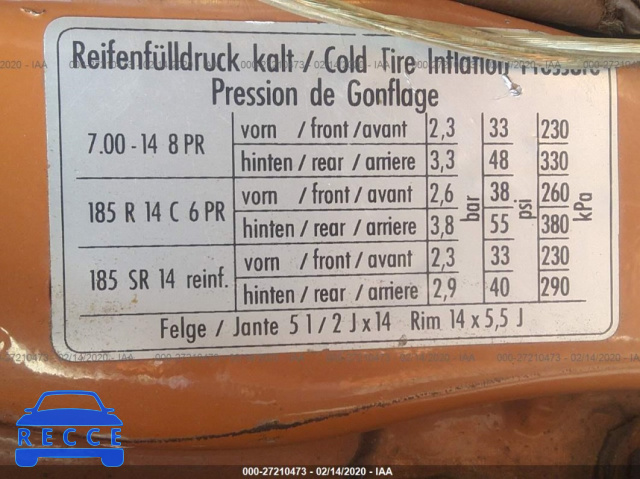 Reifenfülldruck kalt / Cold Tire Inflation Pressure
Pression de Gonflage
7.00 - 14 8 PR vorn / front / avant 2,3 33 230
hinten / rear / arriere 3,3 48 330
185 R 14 C 6 PR vorn / front / avant 2,6 38 260
hinten / rear / arriere 3,8 55 380
bar psi kPa
185 SR 14 reinf. vorn / front / avant 2,3 33 230
hinten / rear / arriere 2,9 40 290
Felge / Jante 5 1 / 2 J x 14 Rim 14 x 5,5 J
000-27210473 - 02/14/2020 - IAA
RECCE